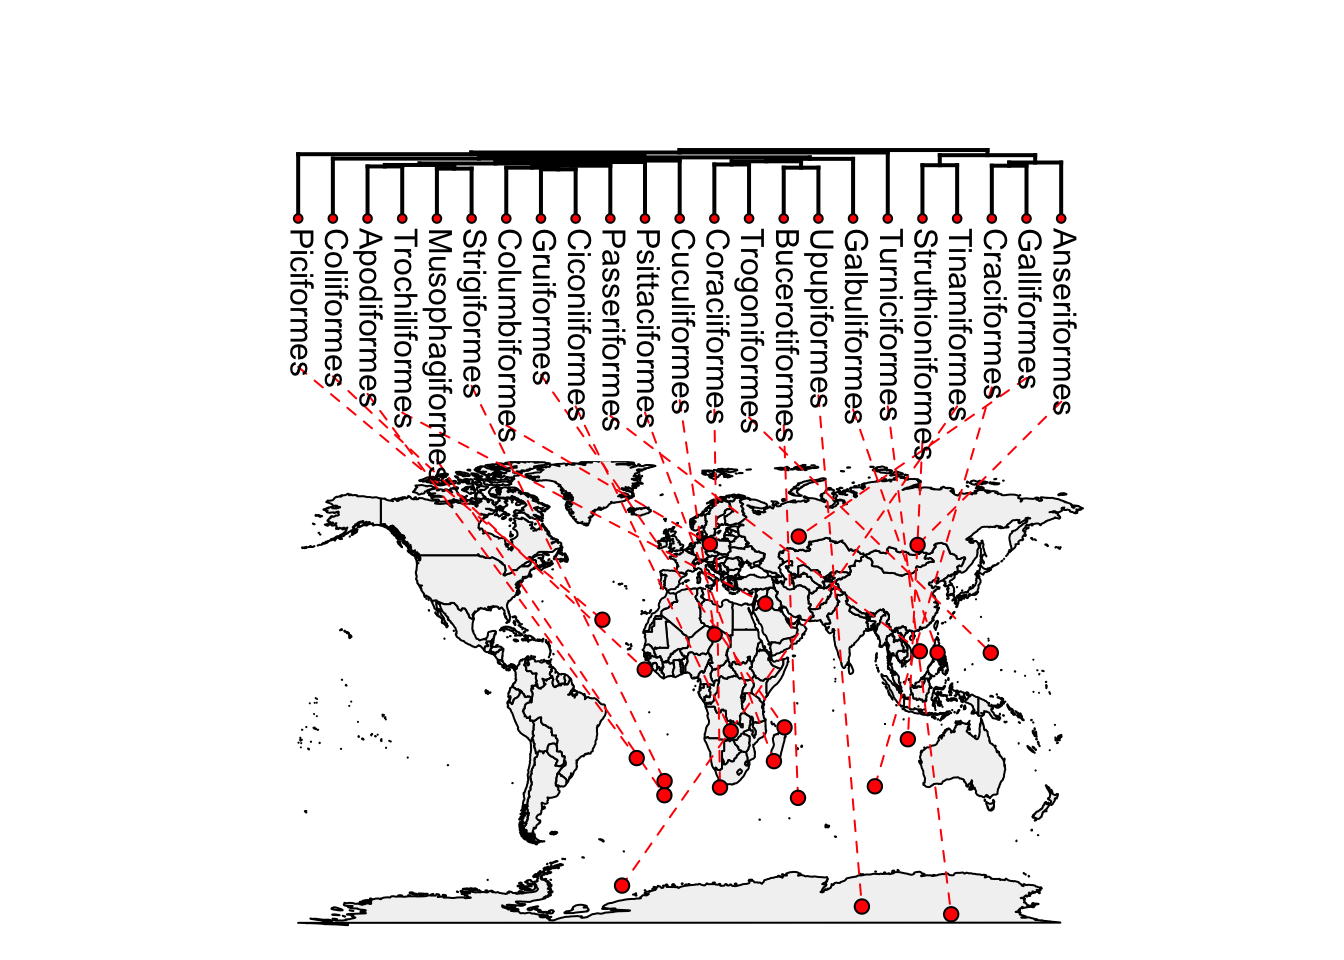 Piciformes
Coliiformes
Apodiformes
Trochiliformes
Musophagiformes
Strigiformes
Columbiformes
Gruiformes
Ciconiiformes
Passeriformes
Psittaciformes
Cuculiformes
Coraciiformes
Trogoniformes
Bucerotiformes
Upupiformes
Galbuliformes
Turniciformes
Struthioniformes
Tinamiformes
Craciformes
Galliformes
Anseriformes